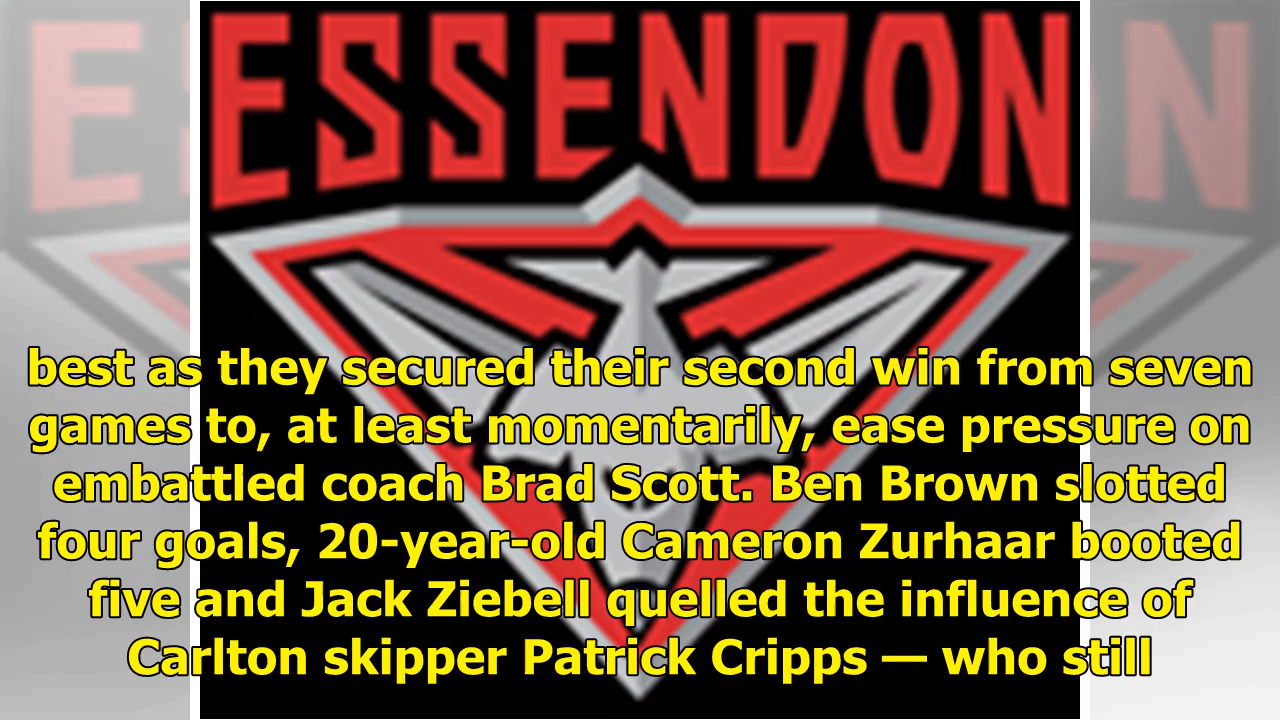 ESSENDON
best as they secured their second win from seven
games to, at least momentarily, ease pressure on
embattled coach Brad Scott. Ben Brown slotted
four goals, 20-year-old Cameron Zurhaar booted
five and Jack Ziebell quelled the influence of
Carlton skipper Patrick Cripps — who still